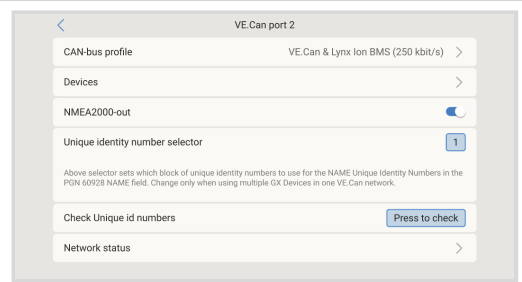 VE.Can port 2
CAN-bus profile VE.Can & Lynx Ion BMS (250 kbit/s)
Devices
NMEA2000-out
Unique identity number selector 1
Above selector sets which block of unique identity numbers to use for the NAME Unique Identity Numbers in the
PGN 60928 NAME field. Change only when using multiple GX Devices in one VE.Can network.
Check Unique id numbers Press to check
Network status